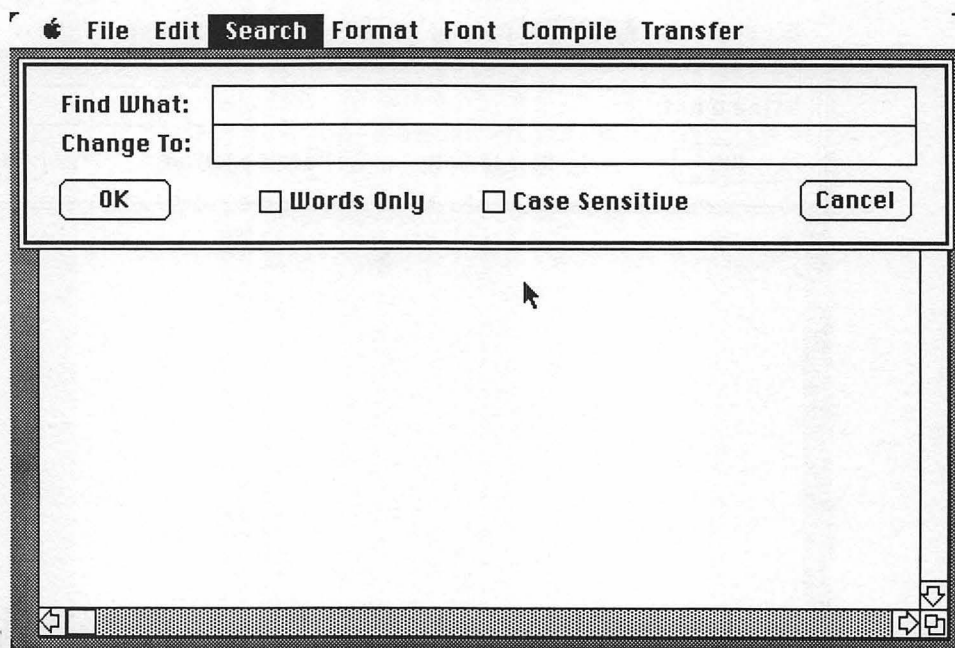 File Edit Search Format Font Compile Transfer
Find What:
Change To:
OK Words Only Case Sensitive Cancel